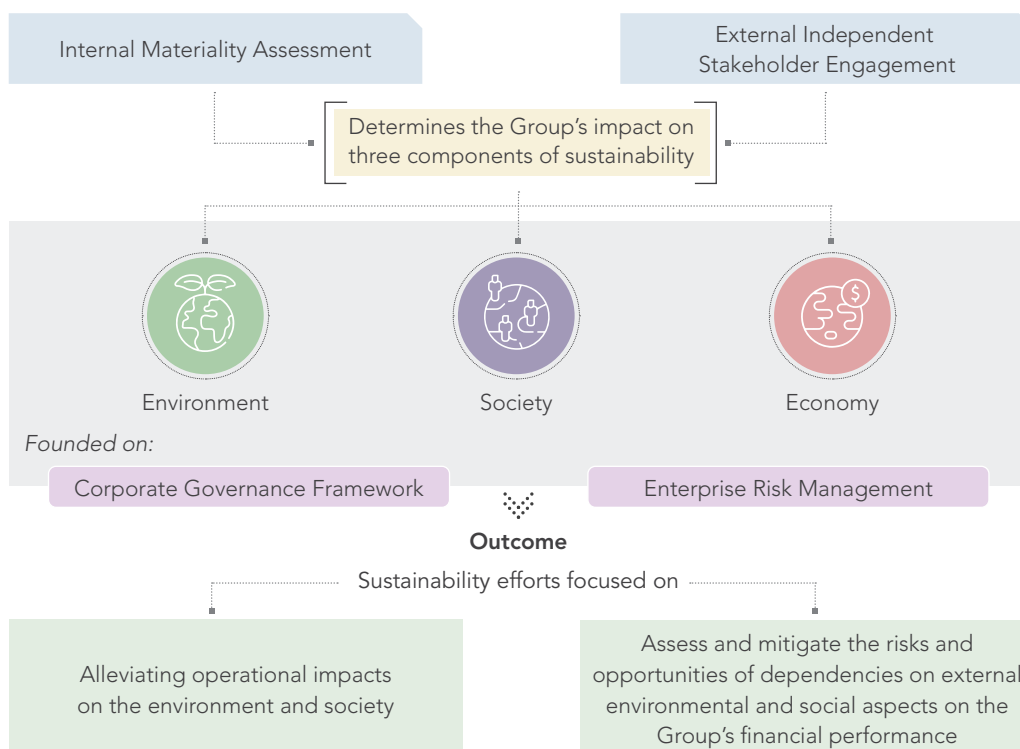 Internal Materiality Assessment
External Independent
Stakeholder Engagement
Determines the Group’s impact on
three components of sustainability
$
Environment
Society
Economy
Founded on:
Corporate Governance Framework
Enterprise Risk Management
Outcome
Sustainability efforts focused on
Alleviating operational impacts
on the environment and society
Assess and mitigate the risks and
opportunities of dependencies on external
environmental and social aspects on the
Group’s financial performance